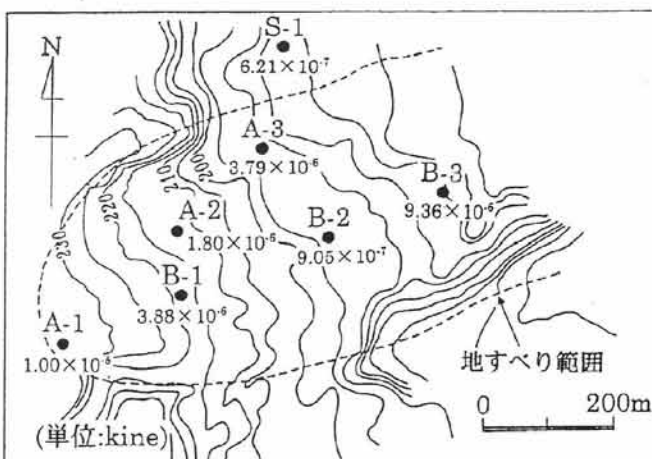 N
S-1
6.21×10⁻⁷
A-3
3.79×10⁻⁶
B-3
9.36×10⁻⁶
200
210
220
230
A-2
1.80×10⁻⁶
B-2
9.05×10⁻⁷
B-1
3.88×10⁻⁶
A-1
1.00×10⁻⁶
地すべり範囲
0 200m
(単位:kine)